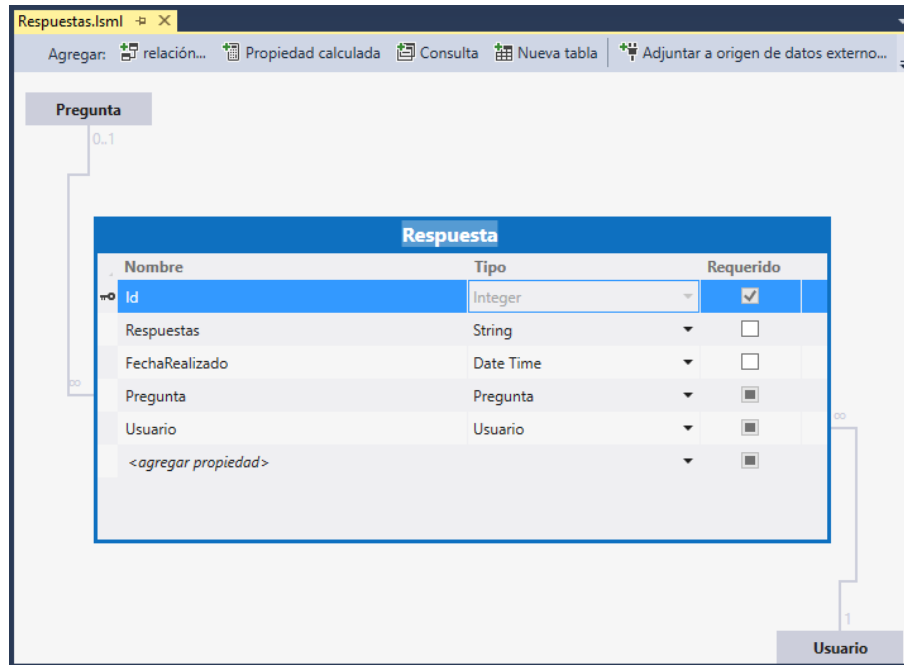 Respuestas.lsml
Agregar: relación... Propiedad calculada Consulta Nueva tabla Adjuntar a origen de datos externo...
Pregunta
0..1
Respuesta
Nombre Tipo Requerido
Id Integer
Respuestas String
FechaRealizado Date Time
∞ Pregunta Pregunta
Usuario Usuario ∞
<agregar propiedad>
1
Usuario